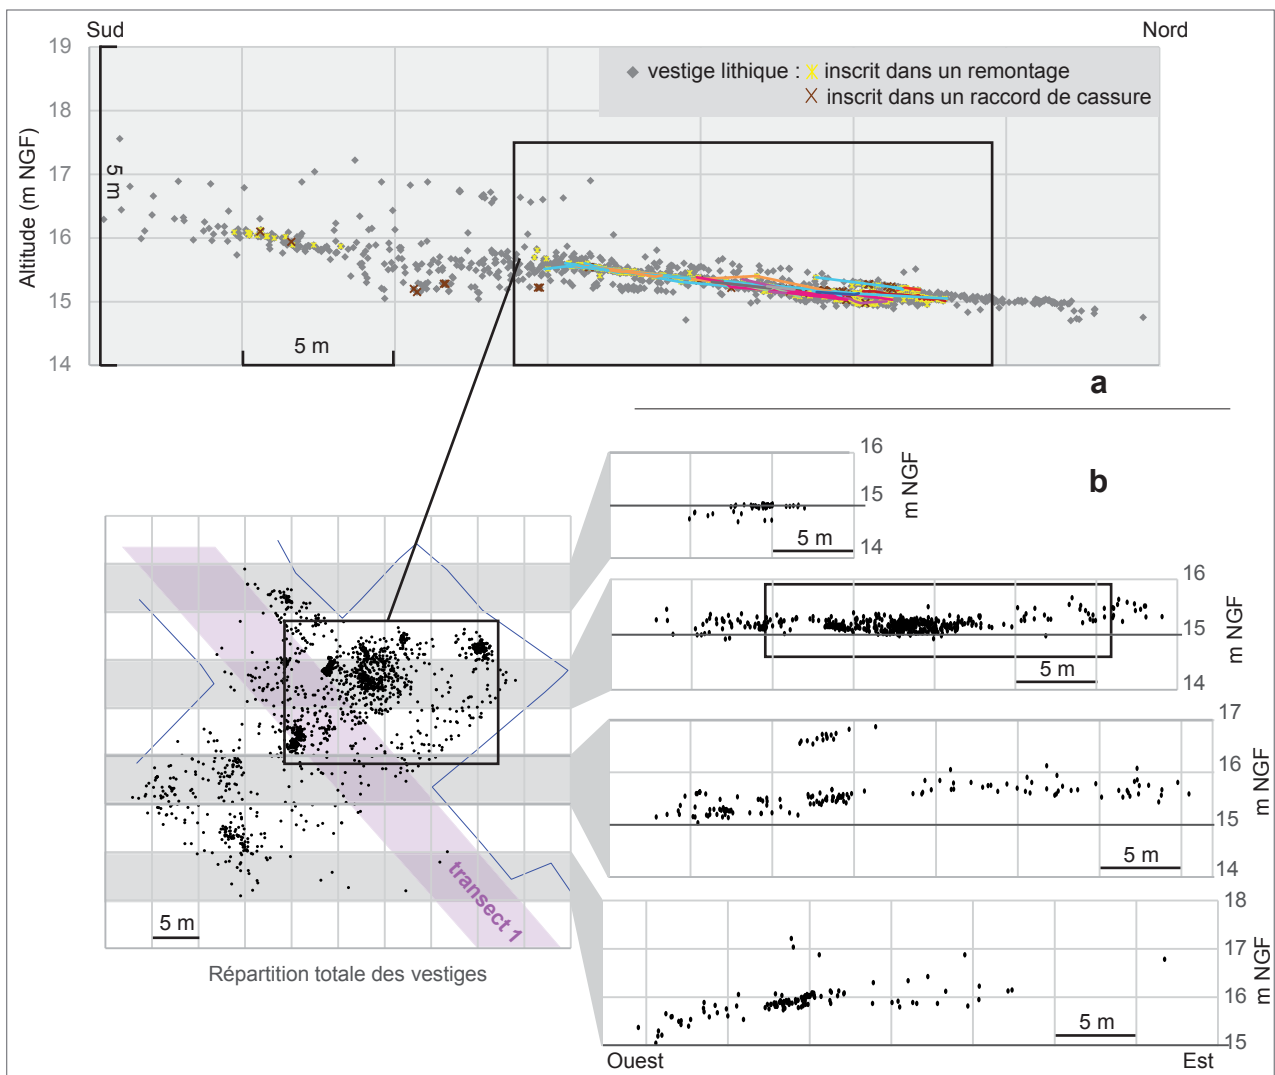 Sud
Nord
19
18
17
16
15
14
Altitude (m NGF)
5 m
vestige lithique :
inscrit dans un remontage
inscrit dans un raccord de cassure
5 m
a
b
16
15
14
m NGF
5 m
16
15
14
m NGF
5 m
17
16
15
14
m NGF
5 m
18
17
16
15
m NGF
5 m
Ouest
Est
transect 1
5 m
Répartition totale des vestiges